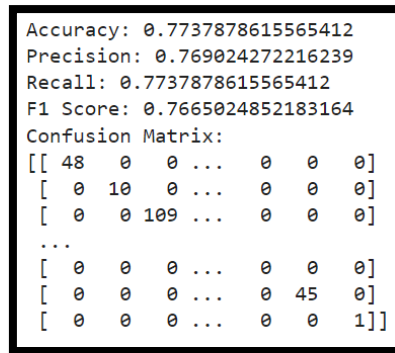 Accuracy: 0.7737878615565412
Precision: 0.769024272216239
Recall: 0.7737878615565412
F1 Score: 0.7665024852183164
Confusion Matrix:
[[ 48   0   0 ...   0   0   0]
 [  0  10   0 ...   0   0   0]
 [  0   0 109 ...   0   0   0]
 ...
 [  0   0   0 ...   0   0   0]
 [  0   0   0 ...   0  45   0]
 [  0   0   0 ...   0   0   1]]